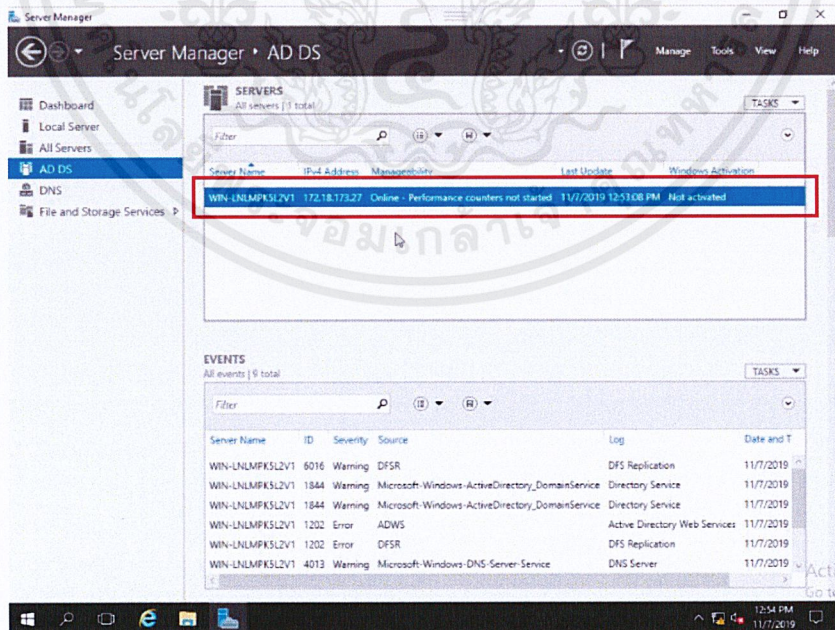 Server Manager
Server Manager • AD DS
Manage Tools View Help
Dashboard
Local Server
All Servers
AD DS
DNS
File and Storage Services
SERVERS
All servers | 1 total
TASKS
Filter
Server Name IPv4 Address Manageability Last Update Windows Activation
WIN-LNLMPK5L2V1 172.18.173.27 Online - Performance counters not started 11/7/2019 12:53:08 PM Not activated
EVENTS
All events | 9 total
TASKS
Filter
Server Name ID Severity Source Log Date and T
WIN-LNLMPK5L2V1 6016 Warning DFSR DFS Replication 11/7/2019
WIN-LNLMPK5L2V1 1844 Warning Microsoft-Windows-ActiveDirectory_DomainService Directory Service 11/7/2019
WIN-LNLMPK5L2V1 1844 Warning Microsoft-Windows-ActiveDirectory_DomainService Directory Service 11/7/2019
WIN-LNLMPK5L2V1 1202 Error ADWS Active Directory Web Services 11/7/2019
WIN-LNLMPK5L2V1 1202 Error DFSR DFS Replication 11/7/2019
WIN-LNLMPK5L2V1 4013 Warning Microsoft-Windows-DNS-Server-Service DNS Server 11/7/2019
Acti
Go to
12:54 PM
11/7/2019